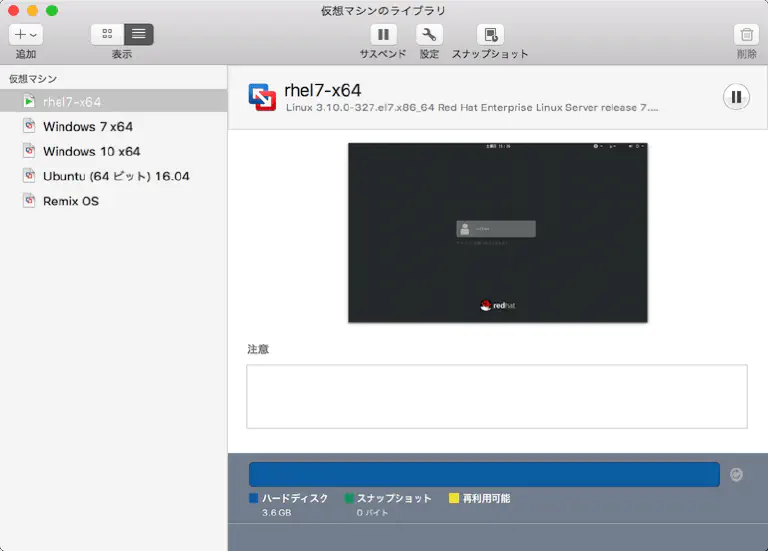 仮想マシンのライブラリ
追加
表示
サスペンド
設定
スナップショット
削除
仮想マシン
rhel7-x64
Windows 7 x64
Windows 10 x64
Ubuntu (64 ビット) 16.04
Remix OS
rhel7-x64
Linux 3.10.0-327.el7.x86_64 Red Hat Enterprise Linux Server release 7....
redhat
注意
ハードディスク
3.6 GB
スナップショット
0 バイト
再利用可能